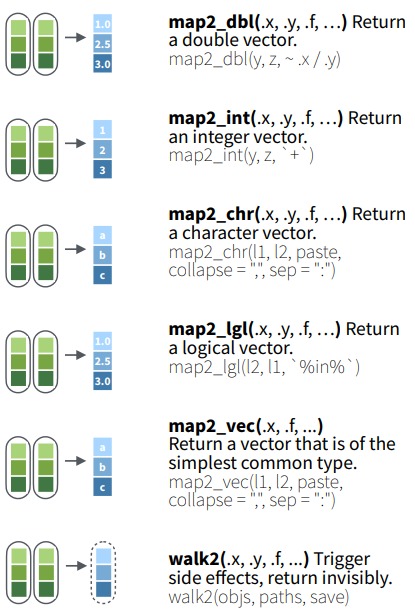 1.0
2.5
3.0
map2_dbl(.x, .y, .f, …) Return
a double vector.
map2_dbl(y, z, ~ .x / .y)
1
2
3
map2_int(.x, .y, .f, …) Return
an integer vector.
map2_int(y, z, `+`)
a
b
c
map2_chr(.x, .y, .f, …) Return
a character vector.
map2_chr(l1, l2, paste,
collapse = ",", sep = ":")
1.0
2.5
3.0
map2_lgl(.x, .y, .f, …) Return
a logical vector.
map2_lgl(l2, l1, `%in%`)
a
b
c
map2_vec(.x, .f, ...)
Return a vector that is of the
simplest common type.
map2_vec(l1, l2, paste,
collapse = ",", sep = ":")
walk2(.x, .y, .f, ...) Trigger
side effects, return invisibly.
walk2(objs, paths, save)